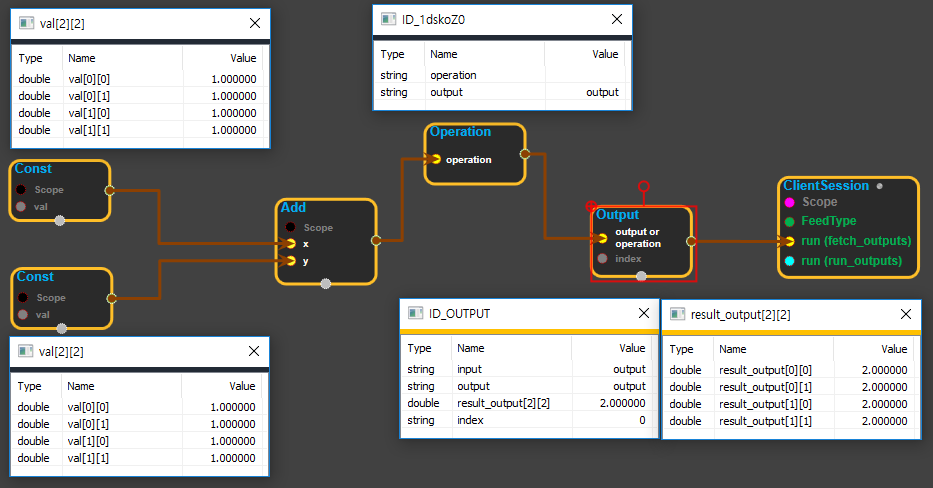 val[2][2]
Type Name Value
double val[0][0] 1.000000
double val[0][1] 1.000000
double val[1][0] 1.000000
double val[1][1] 1.000000
ID_1dskoZ0
Type Name Value
string operation
string output output
Const
Scope
val
Operation
operation
Add
Scope
x
y
Output
output or
operation
index
ClientSession
Scope
FeedType
run (fetch_outputs)
run (run_outputs)
Const
Scope
val
val[2][2]
Type Name Value
double val[0][0] 1.000000
double val[0][1] 1.000000
double val[1][0] 1.000000
double val[1][1] 1.000000
ID_OUTPUT
Type Name Value
string input output
string output output
double result_output[2][2] 2.000000
string index 0
result_output[2][2]
Type Name Value
double result_output[0][0] 2.000000
double result_output[0][1] 2.000000
double result_output[1][0] 2.000000
double result_output[1][1] 2.000000